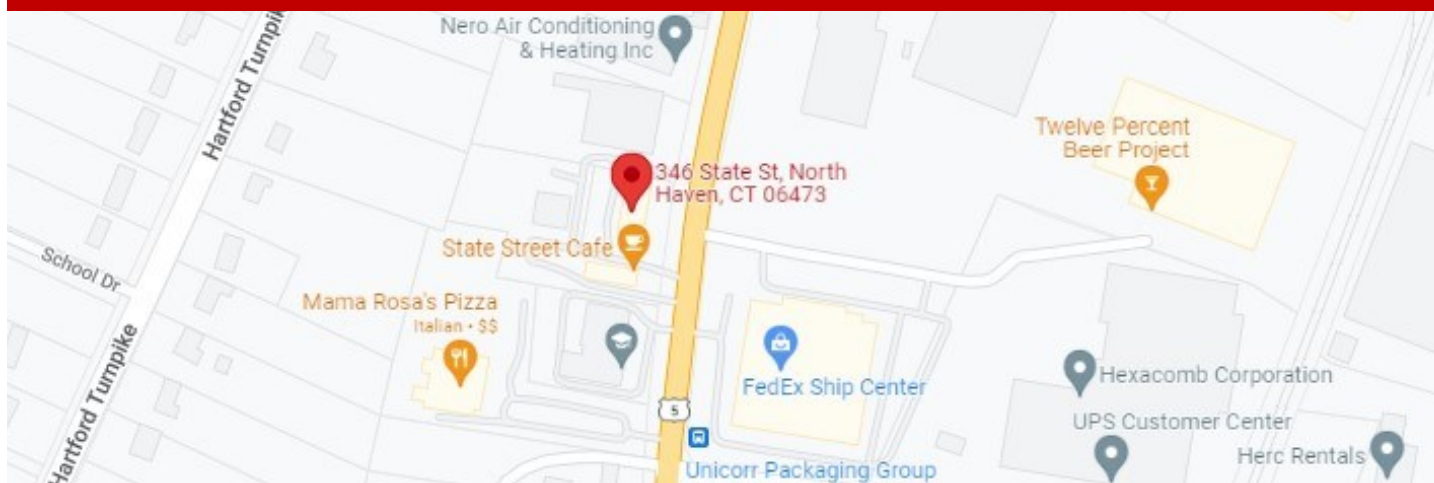 Nero Air Conditioning
& Heating Inc
Hartford Turnpi
346 State St, North
Haven, CT 06473
Twelve Percent
Beer Project
State Street Cafe
School Dr
Mama Rosa's Pizza
Italian • $$
FedEx Ship Center
Hexacomb Corporation
Hartford Turnpike
5
UPS Customer Center
Herc Rentals
Unicorr Packaging Group